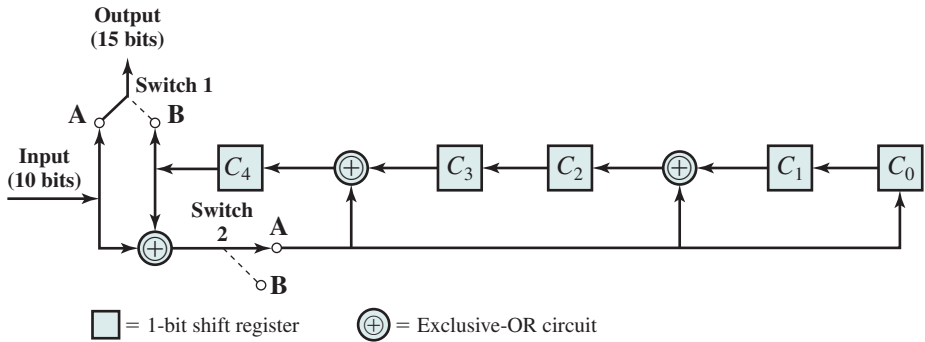 Output
(15 bits)
Switch 1
A
B
Input
(10 bits)
C4
C3
C2
C1
C0
Switch
2
A
B
= 1-bit shift register
= Exclusive-OR circuit